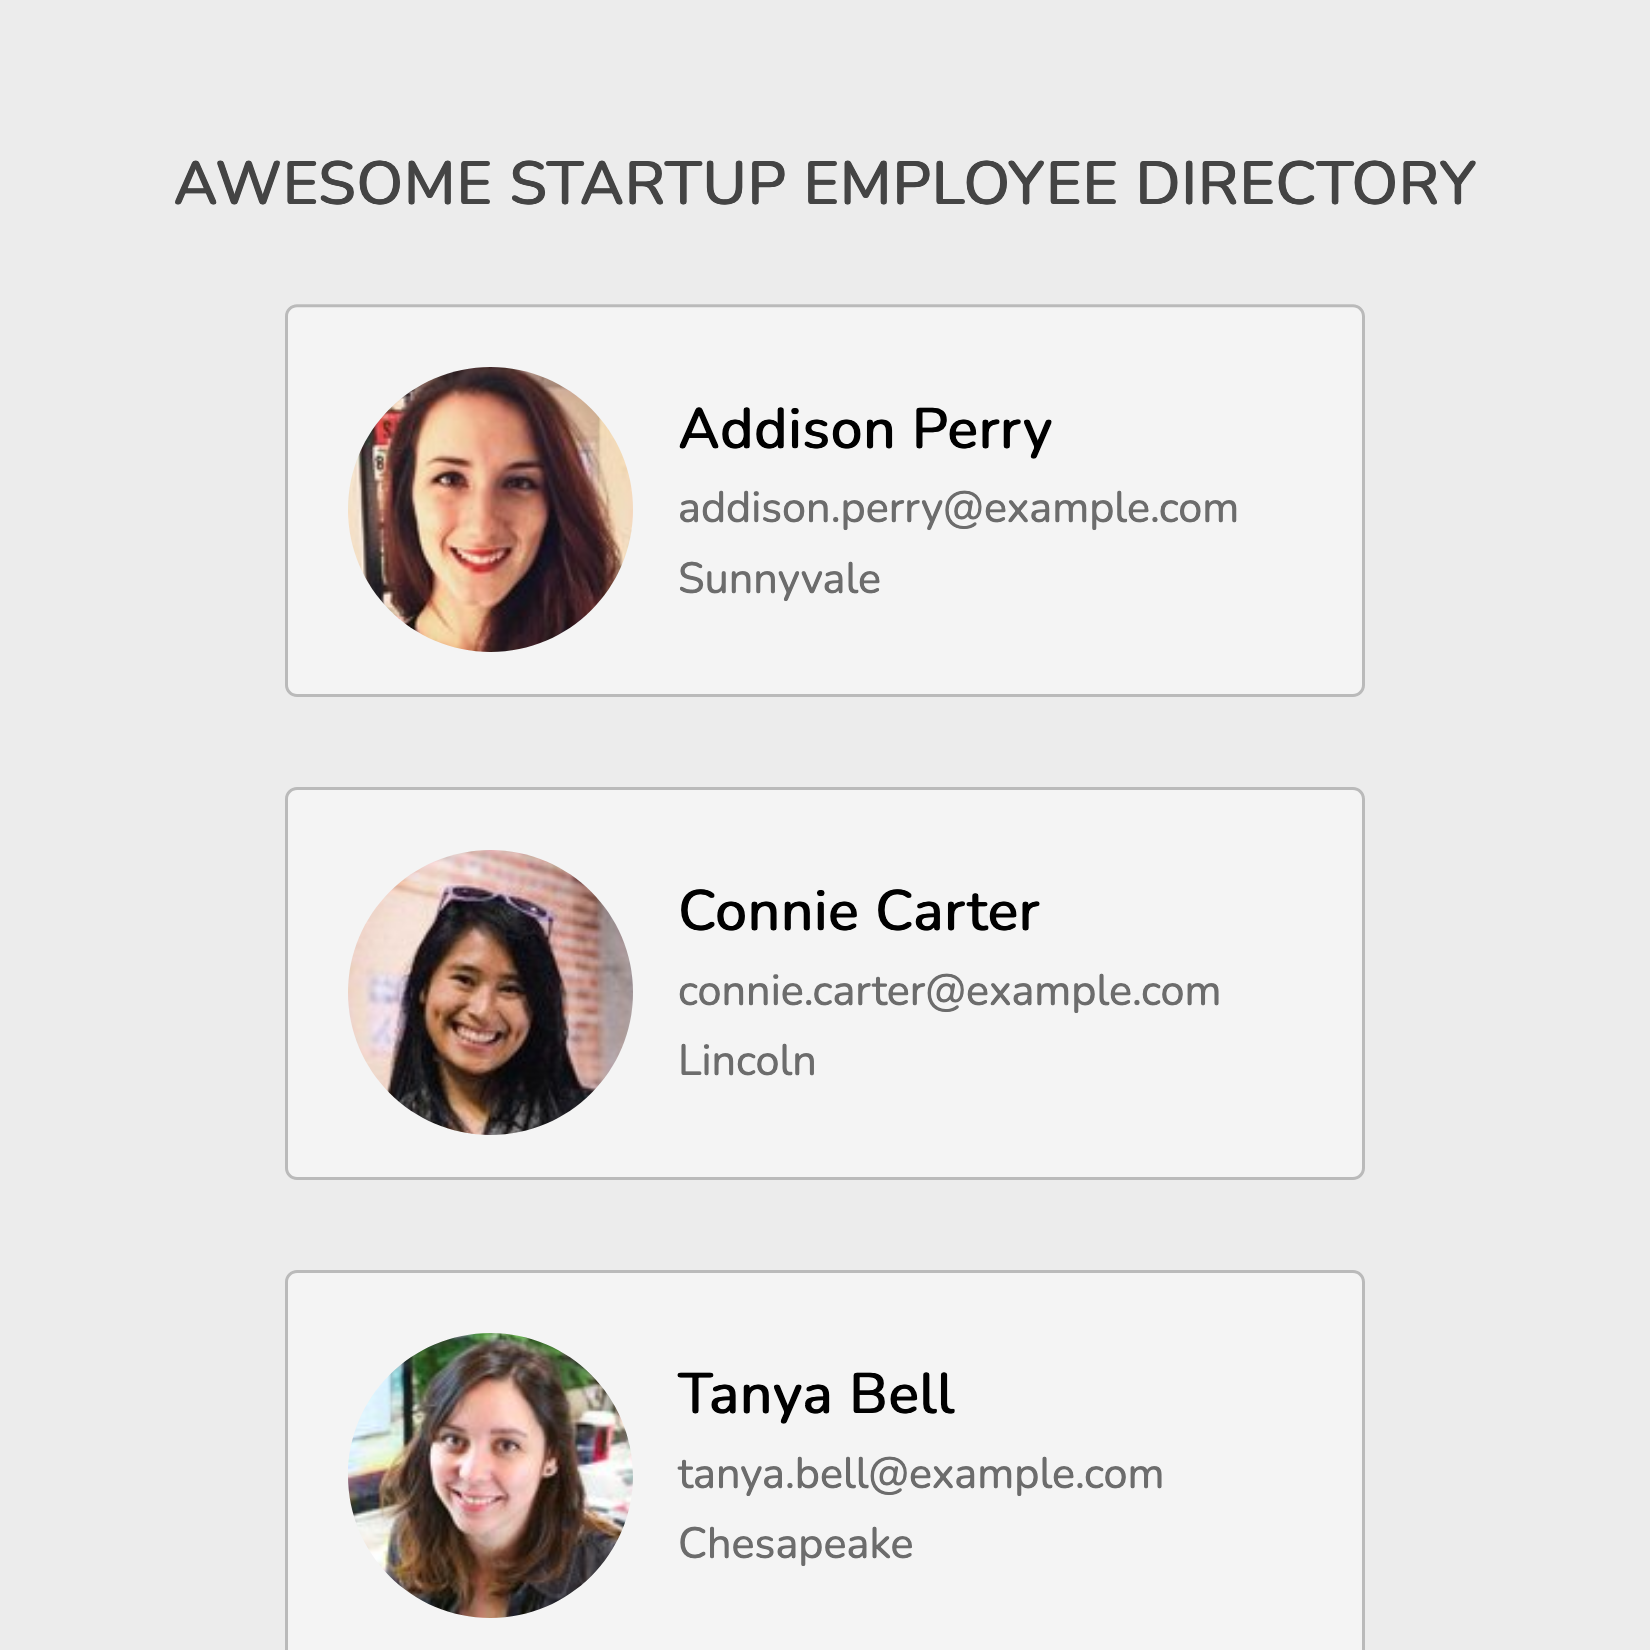 AWESOME STARTUP EMPLOYEE DIRECTORY
Addison Perry
addison.perry@example.com
Sunnyvale
Connie Carter
connie.carter@example.com
Lincoln
Tanya Bell
tanya.bell@example.com
Chesapeake